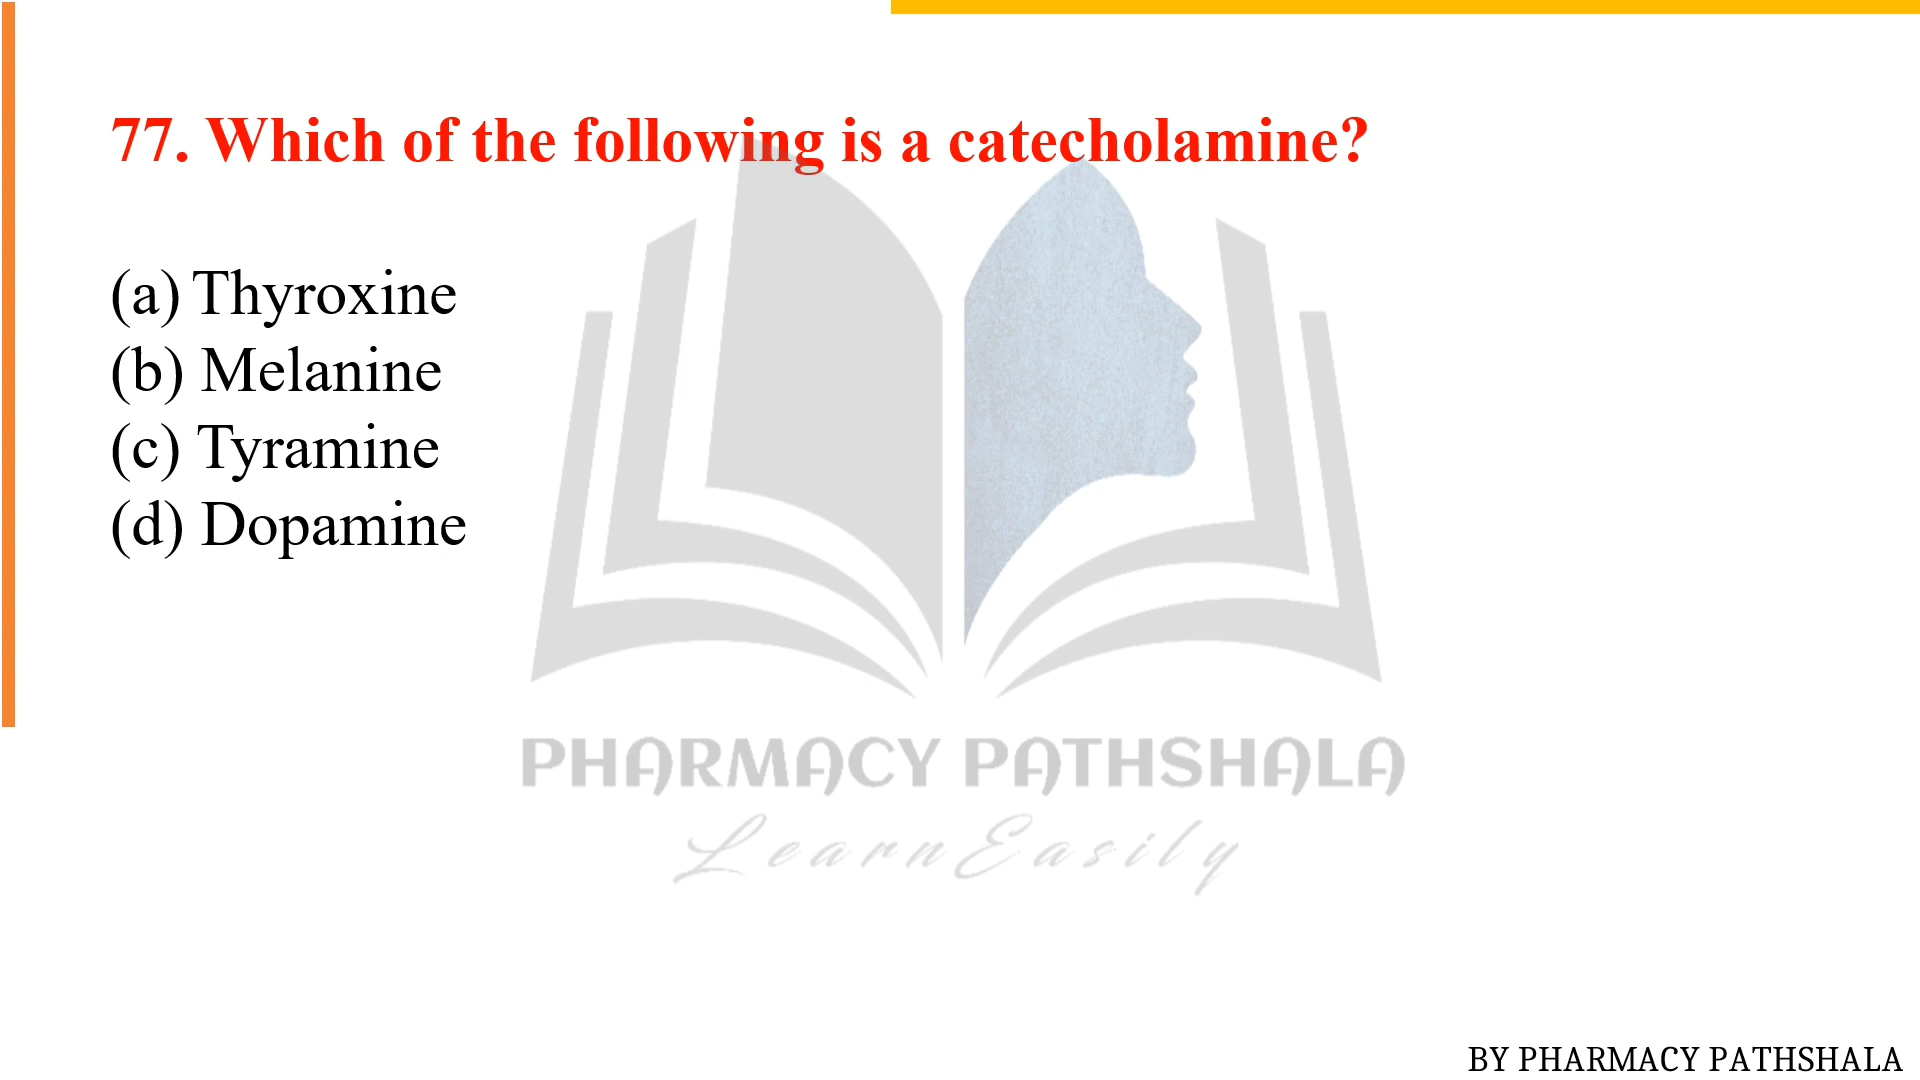 77. Which of the following is a catecholamine?
(a) Thyroxine
(b) Melanine
(c) Tyramine
(d) Dopamine
PHARMACY PATHSHALA
Learn Easily
BY PHARMACY PATHSHALA